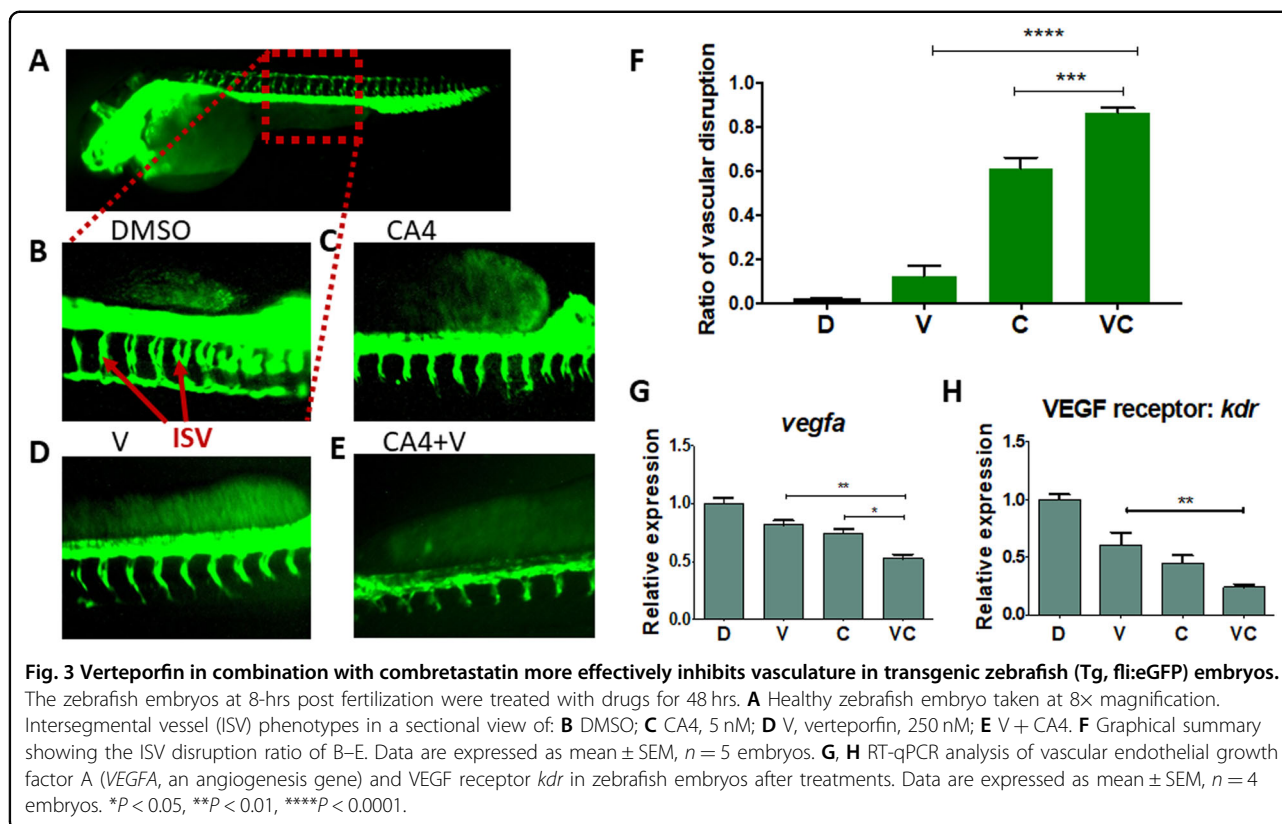 A
DMSO
B
ISV
C
CA4
D
V
E
CA4+V
F
Ratio of vascular disruption
1.0
0.8
0.6
0.4
0.2
0.0
****
***
D V C VC
G
vegfa
Relative expression
1.5
1.0
0.5
0.0
**
*
D V C VC
H
VEGF receptor: kdr
Relative expression
1.5
1.0
0.5
0.0
**
D V C VC
Fig. 3 Verteporfin in combination with combretastatin more effectively inhibits vasculature in transgenic zebrafish (Tg, fli:eGFP) embryos.
The zebrafish embryos at 8-hrs post fertilization were treated with drugs for 48 hrs. A Healthy zebrafish embryo taken at 8× magnification.
Intersegmental vessel (ISV) phenotypes in a sectional view of: B DMSO; C CA4, 5 nM; D V, verteporfin, 250 nM; E V + CA4. F Graphical summary
showing the ISV disruption ratio of B–E. Data are expressed as mean ± SEM, n = 5 embryos. G, H RT-qPCR analysis of vascular endothelial growth
factor A (VEGFA, an angiogenesis gene) and VEGF receptor kdr in zebrafish embryos after treatments. Data are expressed as mean ± SEM, n = 4
embryos. *P < 0.05, **P < 0.01, ****P < 0.0001.